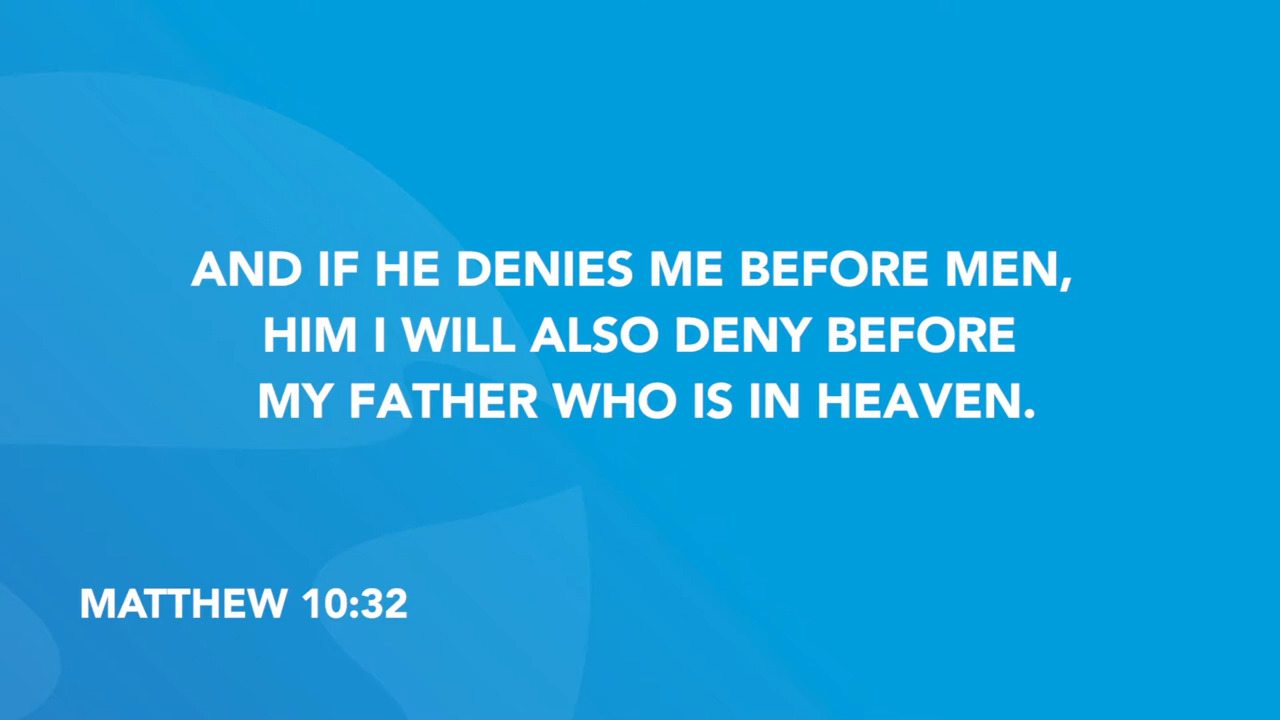 AND IF HE DENIES ME BEFORE MEN,
HIM I WILL ALSO DENY BEFORE
MY FATHER WHO IS IN HEAVEN.
MATTHEW 10:32